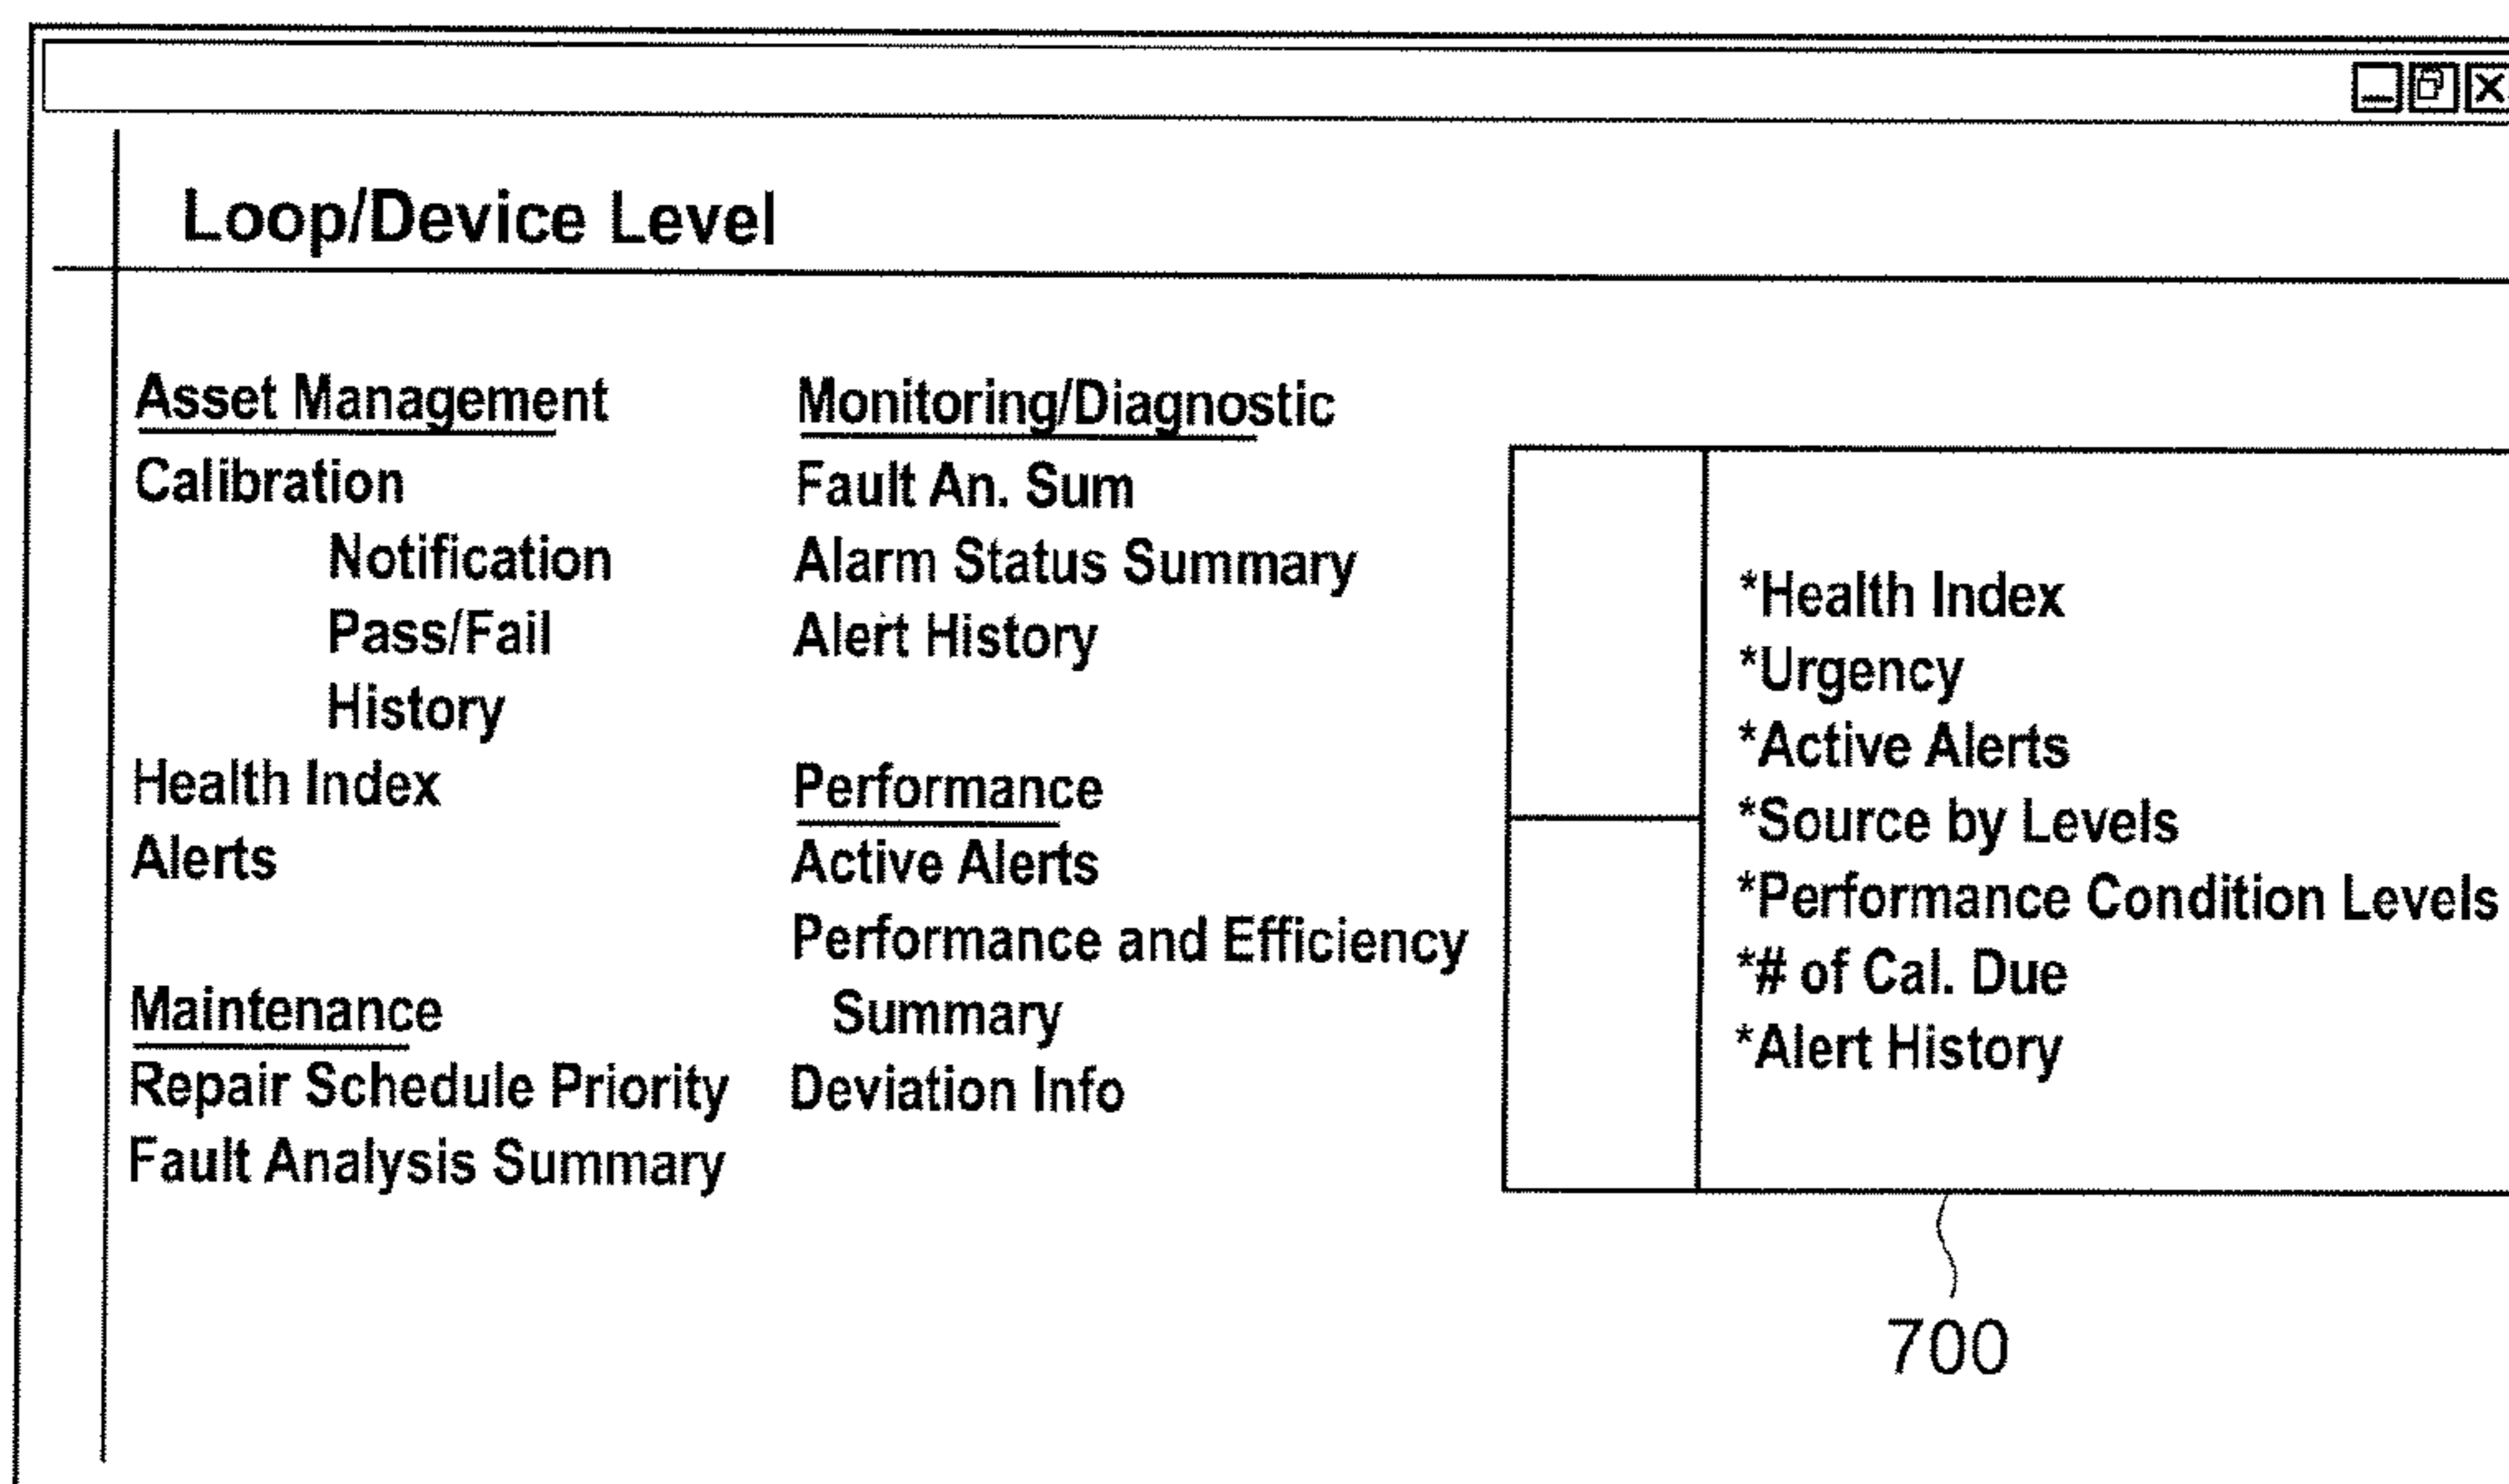 Loop/Device Level
Asset Management
Calibration
Notification
Pass/Fail
History
Health Index
Alerts
Maintenance
Repair Schedule Priority
Fault Analysis Summary
Monitoring/Diagnostic
Fault An. Sum
Alarm Status Summary
Alert History
Performance
Active Alerts
Performance and Efficiency
Summary
Deviation Info
*Health Index
*Urgency
*Active Alerts
*Source by Levels
*Performance Condition Levels
*# of Cal. Due
*Alert History
700